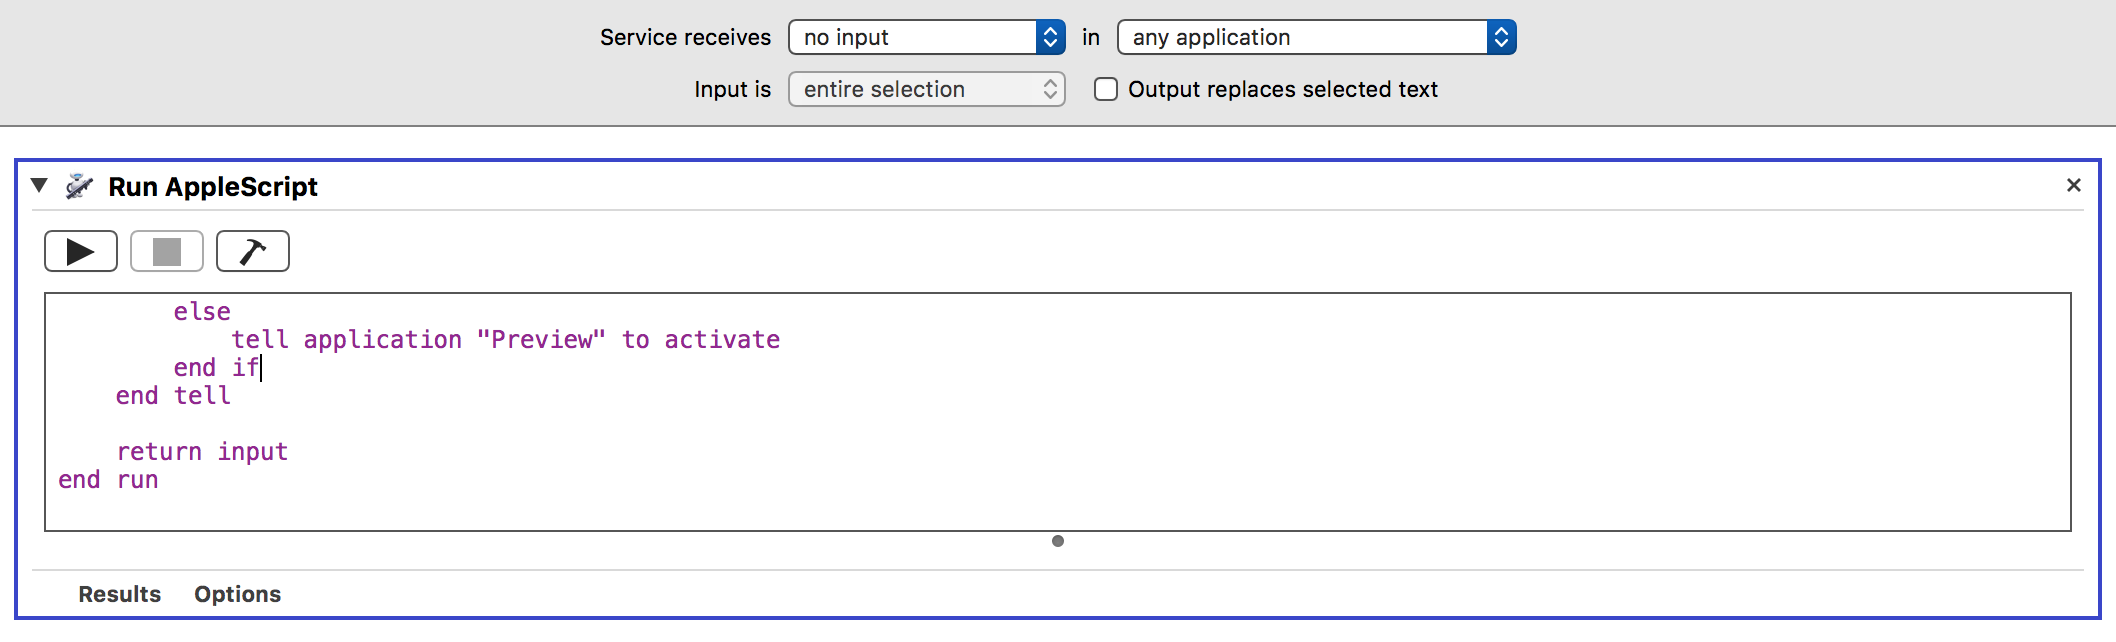 Service receives no input in any application
Input is entire selection Output replaces selected text
Run AppleScript
else
tell application "Preview" to activate
end if
end tell
return input
end run
Results Options